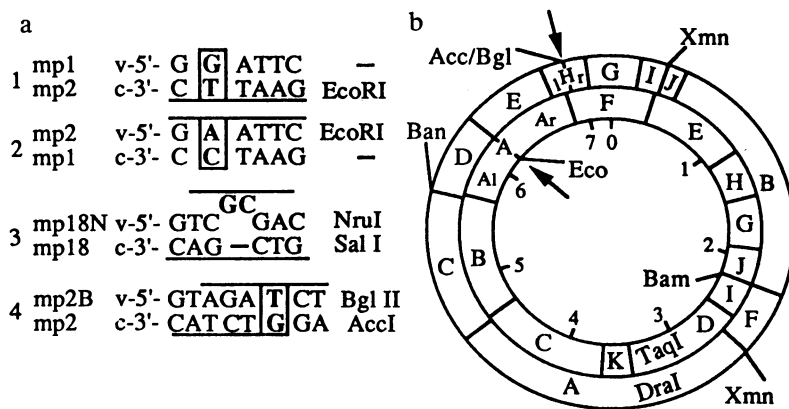 a
1 mp1 v-5'- G G ATTC –
mp2 c-3'- C T TAAG EcoRI
2 mp2 v-5'- G A ATTC EcoRI
mp1 c-3'- C C TAAG –
3 mp18N v-5'- GTC GC GAC NruI
mp18 c-3'- CAG – CTG Sal I
4 mp2B v-5'- GTAGA T CT Bgl II
mp2 c-3'- CATCT G GA AccI
b
Acc/Bgl
Xmn
Ban
E
l H r
G
I
J
B
F
A
C
D
DraI
Ar
F
E
H
G
J
I
D
TaqI
K
C
B
Al
A
Eco
Bam
Xmn
7 0
1
2
3
4
5
6